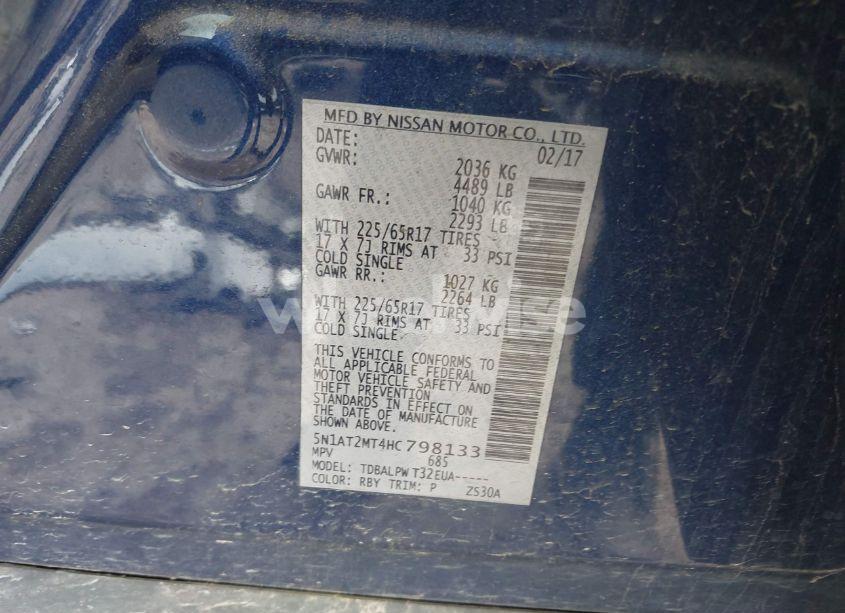 MFD BY NISSAN MOTOR CO., LTD.
DATE: 02/17
GVWR: 2036 KG
4489 LB
GAWR FR.: 1040 KG
2293 LB
WITH 225/65R17 TIRES
17 X 7J RIMS AT 33 PSI
COLD SINGLE
GAWR RR.: 1027 KG
2264 LB
WITH 225/65R17 TIRES
17 X 7J RIMS AT 33 PSI
COLD SINGLE
THIS VEHICLE CONFORMS TO
ALL APPLICABLE FEDERAL
MOTOR VEHICLE SAFETY AND
THEFT PREVENTION
STANDARDS IN EFFECT ON
THE DATE OF MANUFACTURE
SHOWN ABOVE.
5N1AT2MT4HC798133
MPV 685
MODEL: TDBALPW T32EUA-----
COLOR: RBY TRIM: P ZS30A